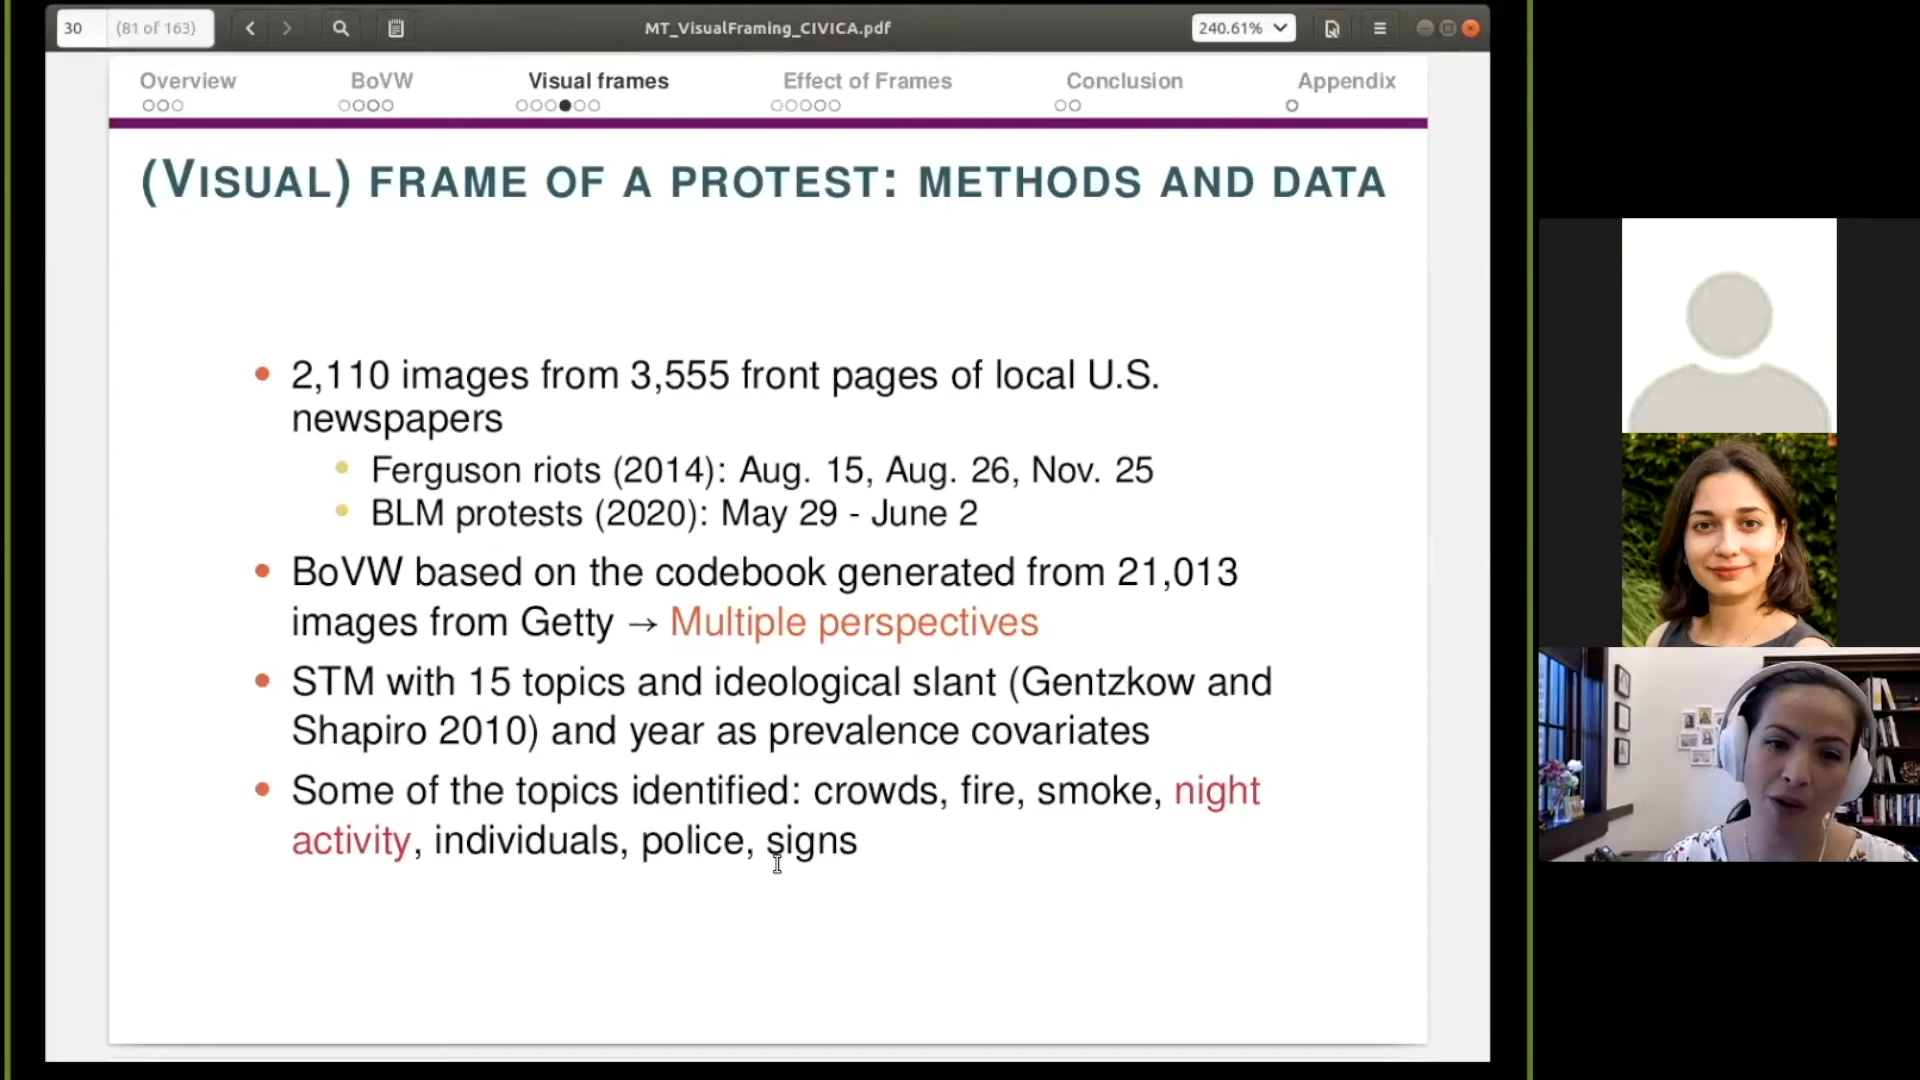 30 (81 of 163) MT_VisualFraming_CIVICA.pdf 240.61%
Overview BoVW Visual frames Effect of Frames Conclusion Appendix
(VISUAL) FRAME OF A PROTEST: METHODS AND DATA
• 2,110 images from 3,555 front pages of local U.S.
newspapers
• Ferguson riots (2014): Aug. 15, Aug. 26, Nov. 25
• BLM protests (2020): May 29 - June 2
• BoVW based on the codebook generated from 21,013
images from Getty → Multiple perspectives
• STM with 15 topics and ideological slant (Gentzkow and
Shapiro 2010) and year as prevalence covariates
• Some of the topics identified: crowds, fire, smoke, night
activity, individuals, police, signs